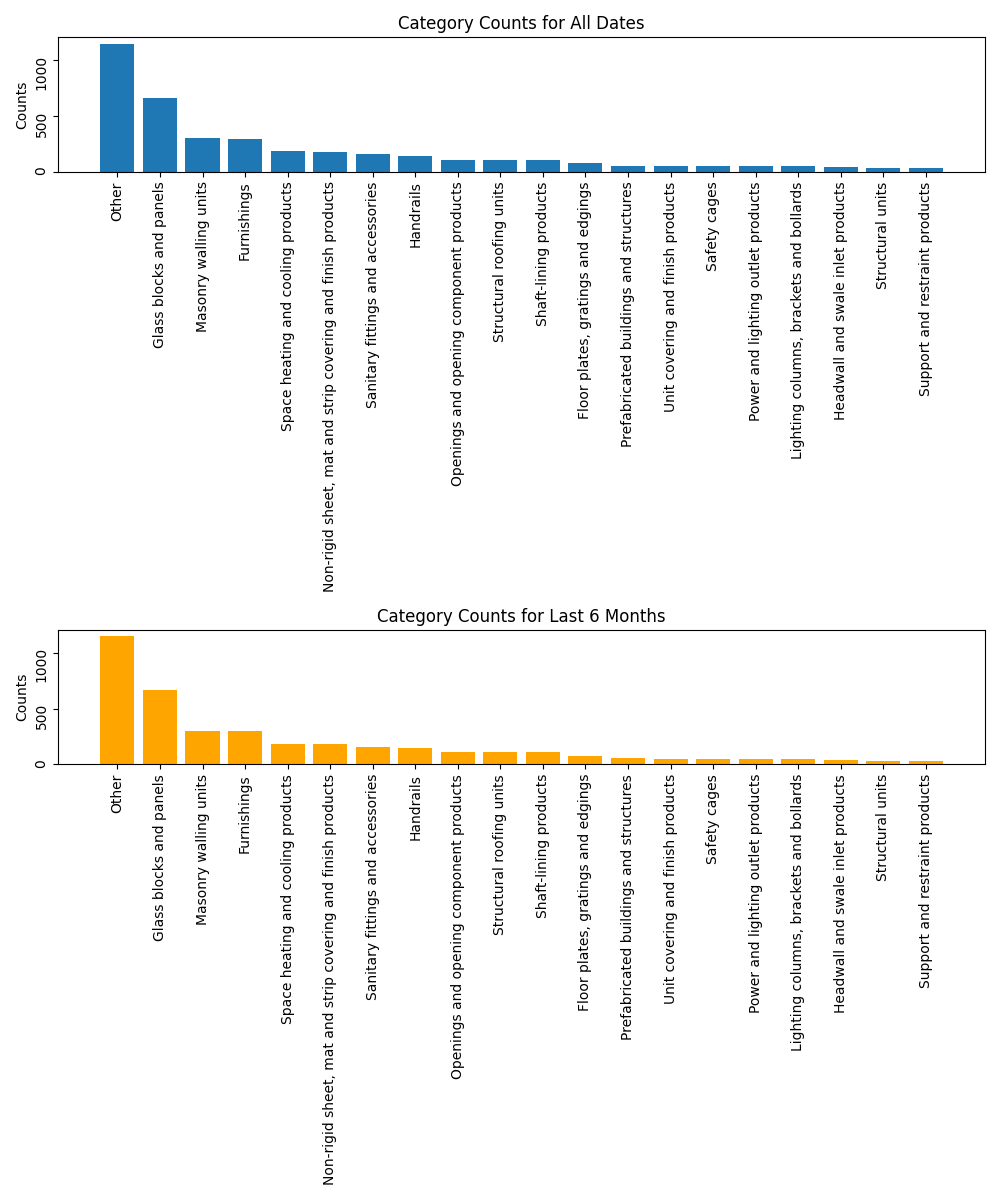 Category Counts for All Dates
Counts
1000
500
0
Other
Glass blocks and panels
Masonry walling units
Furnishings
Space heating and cooling products
Non-rigid sheet, mat and strip covering and finish products
Sanitary fittings and accessories
Handrails
Openings and opening component products
Structural roofing units
Shaft-lining products
Floor plates, gratings and edgings
Prefabricated buildings and structures
Unit covering and finish products
Safety cages
Power and lighting outlet products
Lighting columns, brackets and bollards
Headwall and swale inlet products
Structural units
Support and restraint products
Category Counts for Last 6 Months
Counts
1000
500
0
Other
Glass blocks and panels
Masonry walling units
Furnishings
Space heating and cooling products
Non-rigid sheet, mat and strip covering and finish products
Sanitary fittings and accessories
Handrails
Openings and opening component products
Structural roofing units
Shaft-lining products
Floor plates, gratings and edgings
Prefabricated buildings and structures
Unit covering and finish products
Safety cages
Power and lighting outlet products
Lighting columns, brackets and bollards
Headwall and swale inlet products
Structural units
Support and restraint products